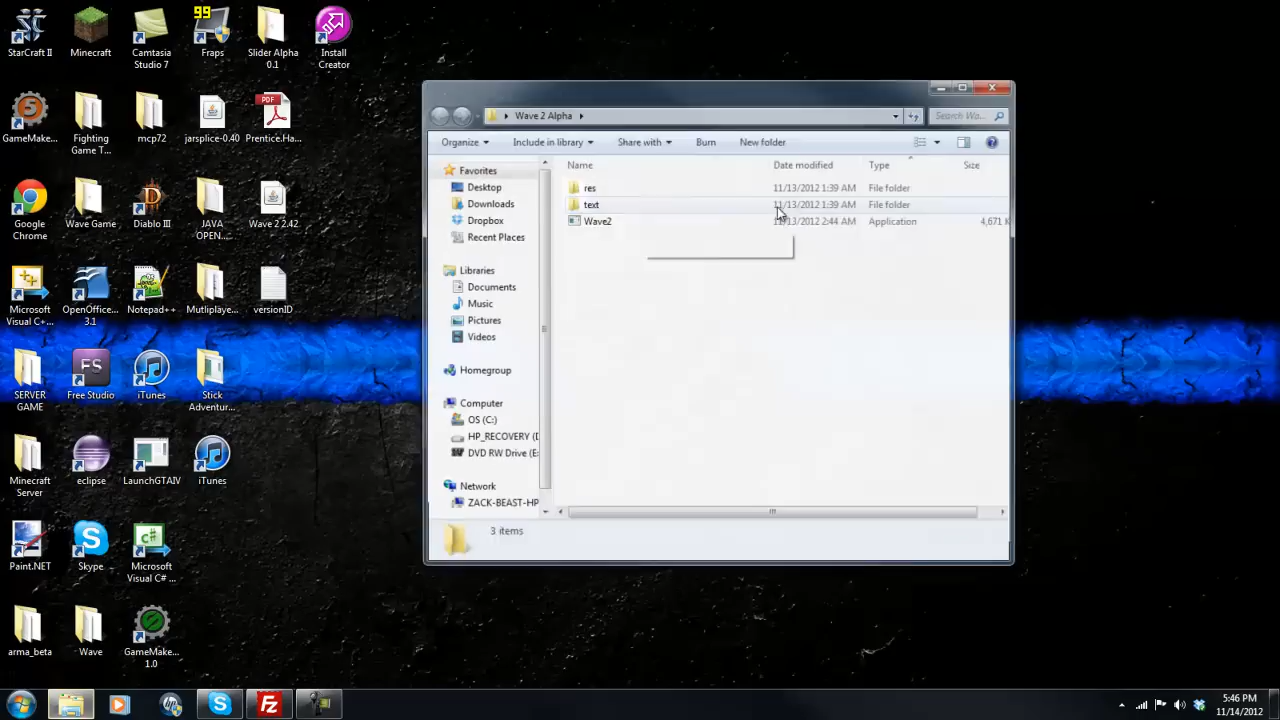 99
StarCraft II
Minecraft
Camtasia
Studio 7
Fraps
Slider Alpha
0.1
Install
Creator
GameMake...
Fighting
Game T...
mcp72
jarsplice-0.40
PDF
Prentice.Ha...
Google
Chrome
Wave Game
Diablo III
JAVA
OPEN...
Wave 2 2.42
Microsoft
Visual C+...
OpenOffice....
3.1
Notepad++
Mutliplaye...
versionID
SERVER
GAME
FS
Free Studio
iTunes
Stick
Adventur...
Minecraft
Server
eclipse
LaunchGTAIV
iTunes
Paint.NET
Skype
Microsoft
Visual C# ...
arma_beta
Wave
GameMake...
1.0
Wave 2 Alpha
Search Wa...
Organize
Include in library
Share with
Burn
New folder
Name
Date modified
Type
Size
res
11/13/2012 1:39 AM
File folder
text
11/13/2012 1:39 AM
File folder
Wave2
11/13/2012 2:44 AM
Application
4,671 K
Favorites
Desktop
Downloads
Dropbox
Recent Places
Libraries
Documents
Music
Pictures
Videos
Homegroup
Computer
OS (C:)
HP_RECOVERY (D
DVD RW Drive (E:
Network
ZACK-BEAST-HP
3 items
5:46 PM
11/14/2012